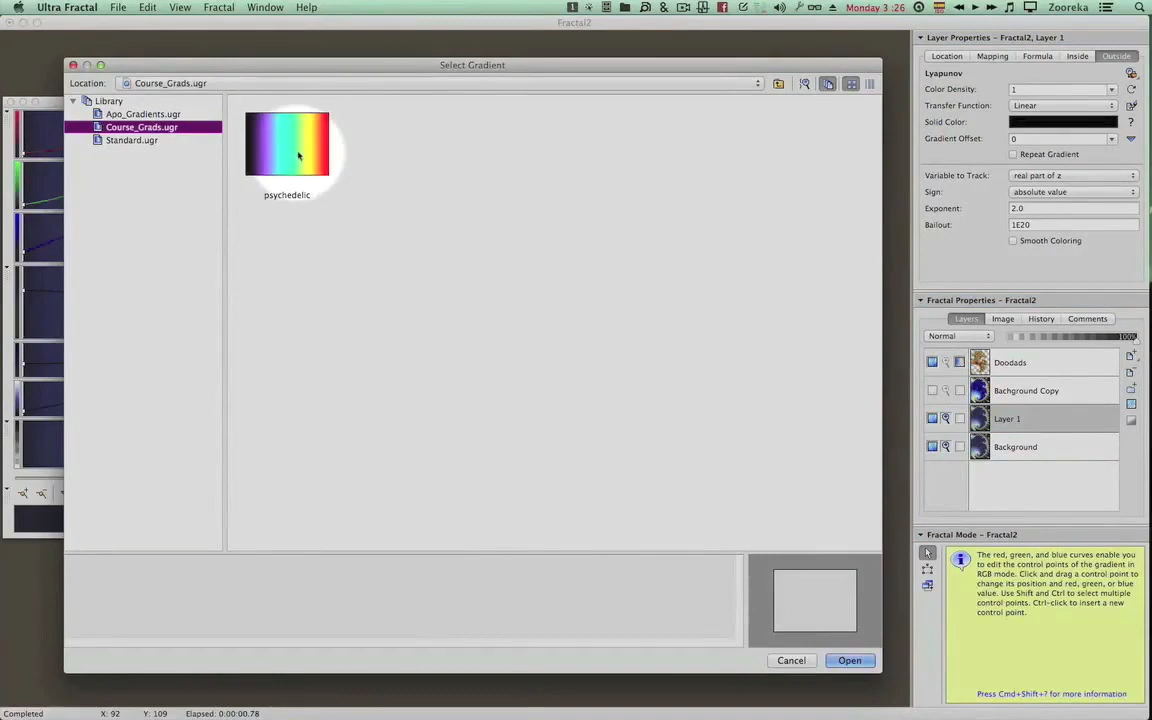 Ultra Fractal File Edit View Fractal Window Help
Monday 3 :26
Zooreka
Fractal2
Select Gradient
Location: Course_Grads.ugr
Library
Apo_Gradients.ugr
Course_Grads.ugr
Standard.ugr
psychedelic
Cancel Open
Layer Properties – Fractal2, Layer 1
Location Mapping Formula Inside Outside
Lyapunov
Color Density: 1
Transfer Function: Linear
Solid Color:
Gradient Offset: 0
Repeat Gradient
Variable to Track: real part of z
Sign: absolute value
Exponent: 2.0
Bailout: 1E20
Smooth Coloring
Fractal Properties – Fractal2
Layers Image History Comments
Normal 100%
Doodads
Bachground Copy
Layer 1
Background
Fractal Mode – Fractal2
The red, green, and blue curves enable you
to edit the control points of the gradient in
RGB mode. Click and drag a control point to
change its position and red, green, or blue
value. Use Shift and Ctrl to select multiple
control points. Ctrl-click to insert a new
control point.
Press Cmd+Shift+? for more information
Completed X: 92 Y: 109 Elapsed: 0:00:00.78